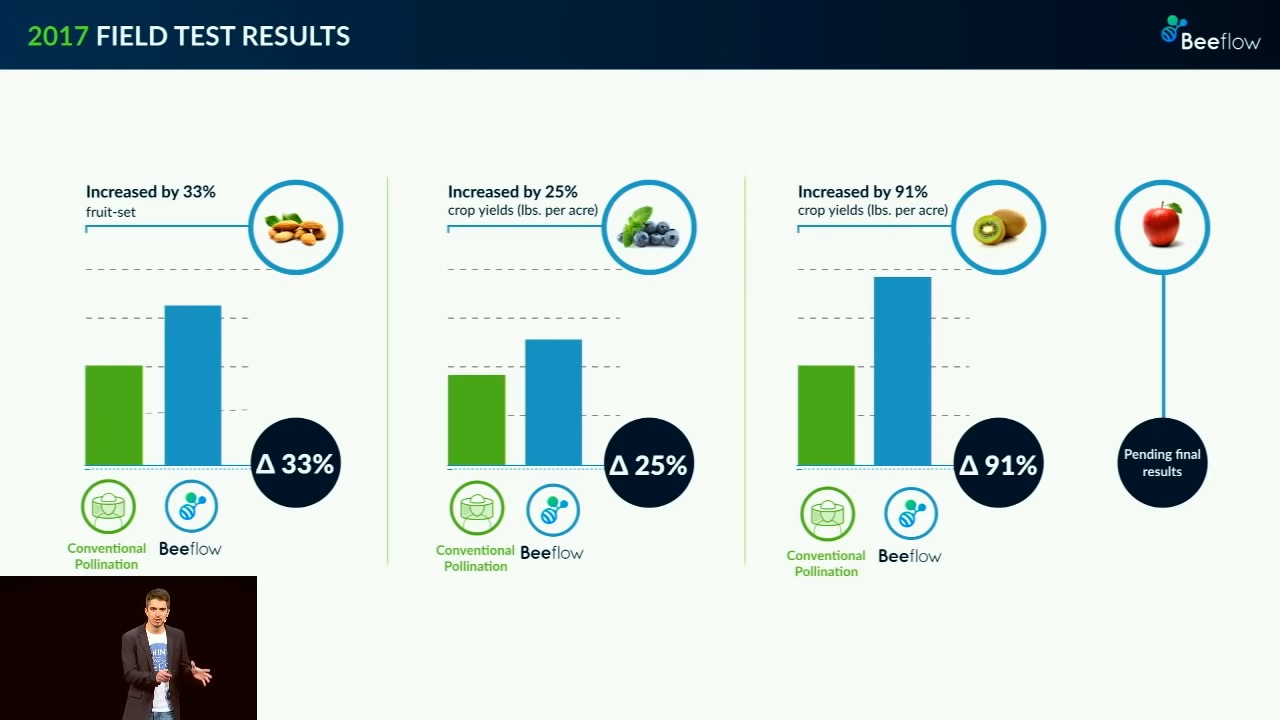 2017 FIELD TEST RESULTS
Beeflow
Increased by 33%
fruit-set
Δ 33%
Conventional
Pollination
Beeflow
Increased by 25%
crop yields (lbs. per acre)
Δ 25%
Conventional
Pollination
Beeflow
Increased by 91%
crop yields (lbs. per acre)
Δ 91%
Conventional
Pollination
Beeflow
Pending final
results